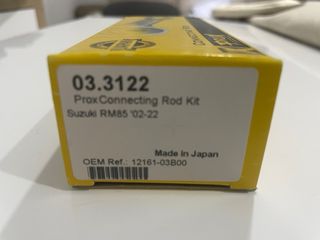 03.3122
ProxConnecting Rod Kit
Suzuki RM85 '02-22
Made In Japan
OEM Ref.: 12161-03B00